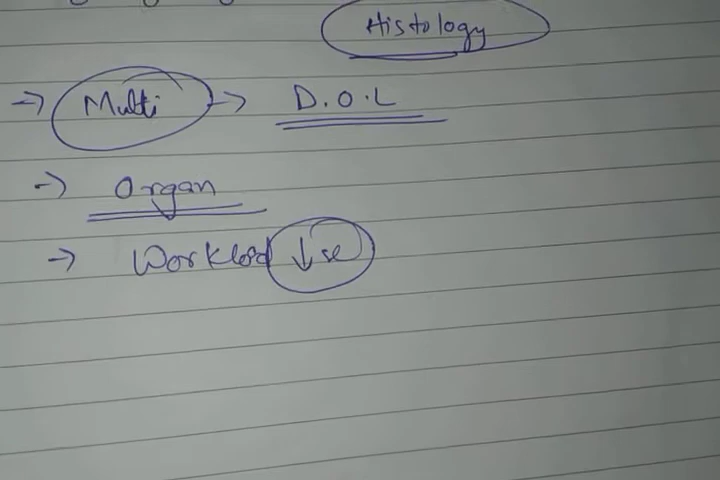 Histology
→ Multi → D.O.L
→ Organ
→ Workload ↓se